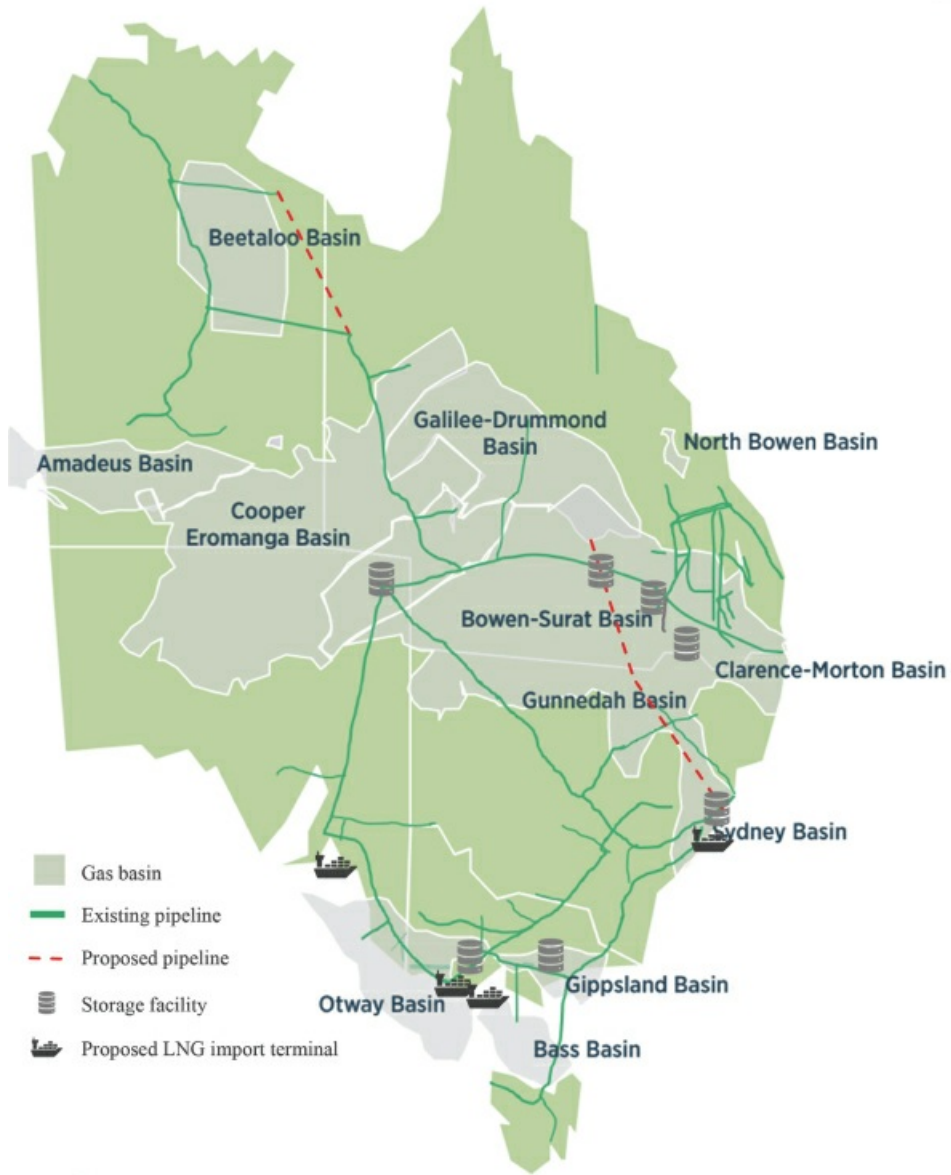 Beetaloo Basin
Galilee-Drummond
Basin
North Bowen Basin
Amadeus Basin
Cooper
Eromanga Basin
Bowen-Surat Basin
Clarence-Morton Basin
Gunnedah Basin
Sydney Basin
Gas basin
Existing pipeline
Proposed pipeline
Storage facility
Proposed LNG import terminal
Otway Basin
Gippsland Basin
Bass Basin